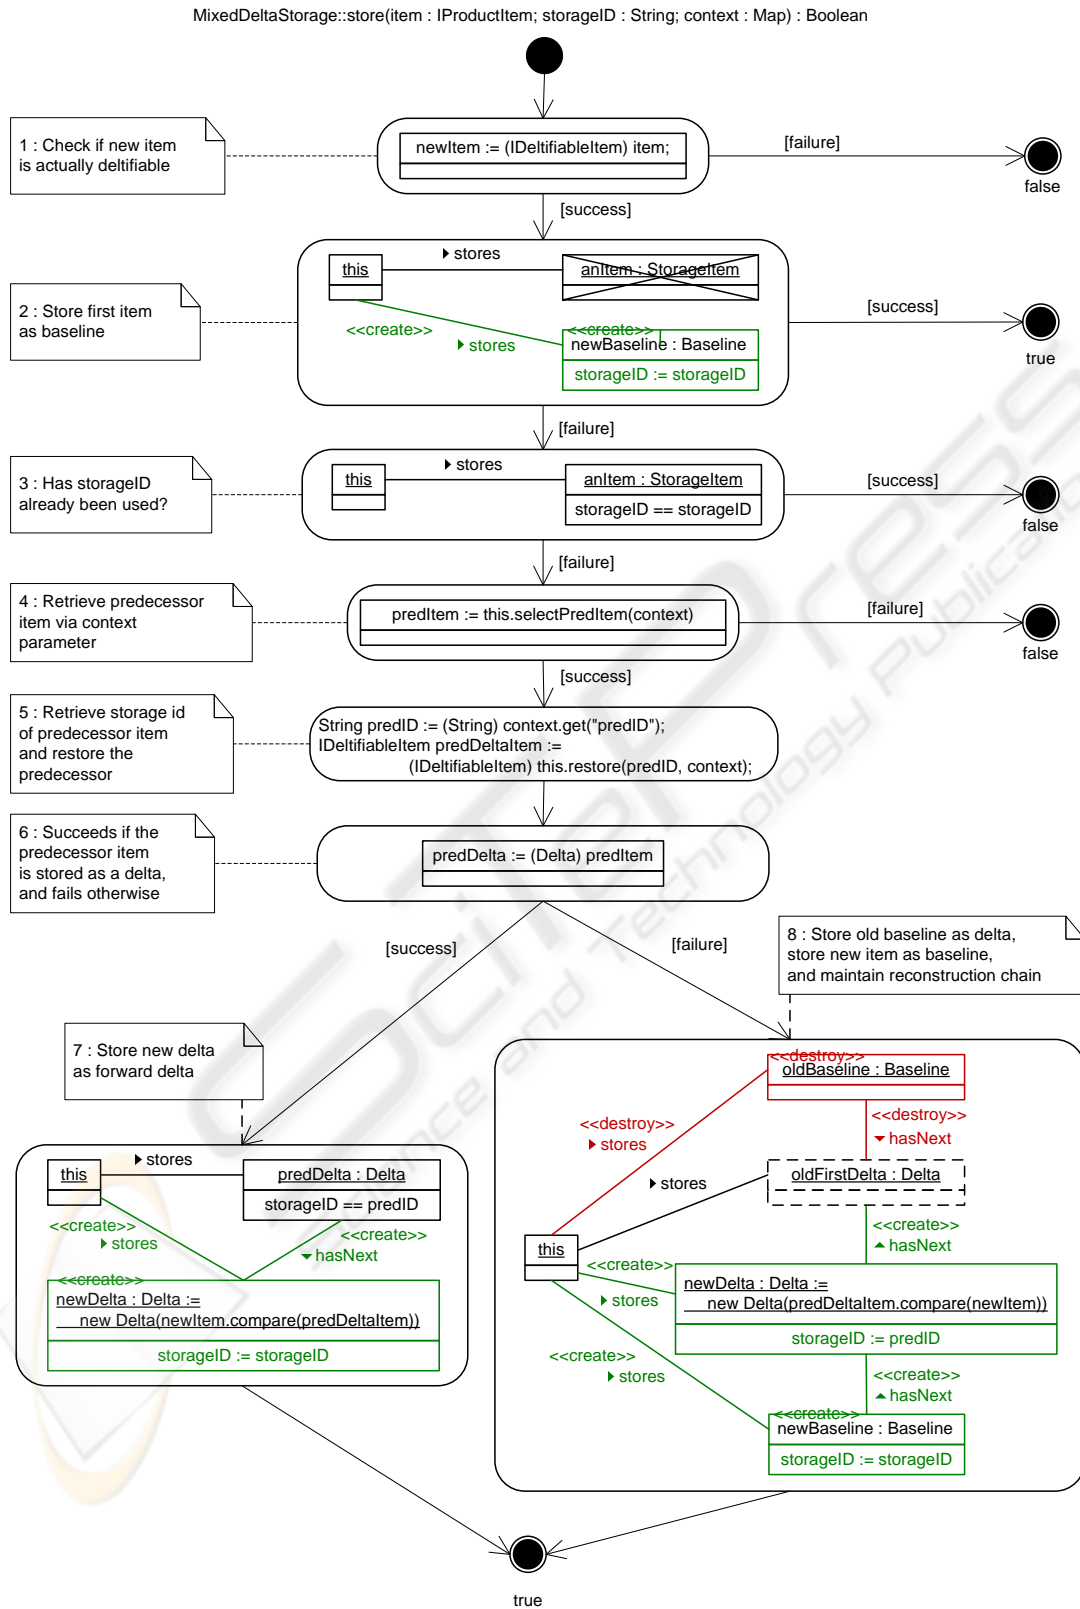 MixedDeltaStorage::store(item : IProductItem; storageID : String; context : Map) : Boolean
1 : Check if new item
is actually deltifiable
newItem := (IDeltifiableItem) item;
[failure]
false
[success]
2 : Store first item
as baseline
this
stores
anItem : StorageItem
<<create>>
stores
<<create>>
newBaseline : Baseline
storageID := storageID
[success]
true
[failure]
3 : Has storageID
already been used?
this
stores
anItem : StorageItem
storageID == storageID
[success]
false
[failure]
4 : Retrieve predecessor
item via context
parameter
predItem := this.selectPredItem(context)
[failure]
false
[success]
5 : Retrieve storage id
of predecessor item
and restore the
predecessor
String predID := (String) context.get("predID");
IDeltifiableItem predDeltaItem :=
(IDeltifiableItem) this.restore(predID, context);
6 : Succeeds if the
predecessor item
is stored as a delta,
and fails otherwise
predDelta := (Delta) predItem
[success]
[failure]
8 : Store old baseline as delta,
store new item as baseline,
and maintain reconstruction chain
7 : Store new delta
as forward delta
this
stores
predDelta : Delta
storageID == predID
<<create>>
stores
<<create>>
hasNext
<<create>>
newDelta : Delta :=
new Delta(newItem.compare(predDeltaItem))
storageID := storageID
<<destroy>>
oldBaseline : Baseline
<<destroy>>
stores
<<destroy>>
hasNext
stores
oldFirstDelta : Delta
this
<<create>>
hasNext
<<create>>
stores
newDelta : Delta :=
new Delta(predDeltaItem.compare(newItem))
storageID := predID
<<create>>
stores
<<create>>
hasNext
<<create>>
newBaseline : Baseline
storageID := storageID
true
SciTePress
Science and Technology Publications